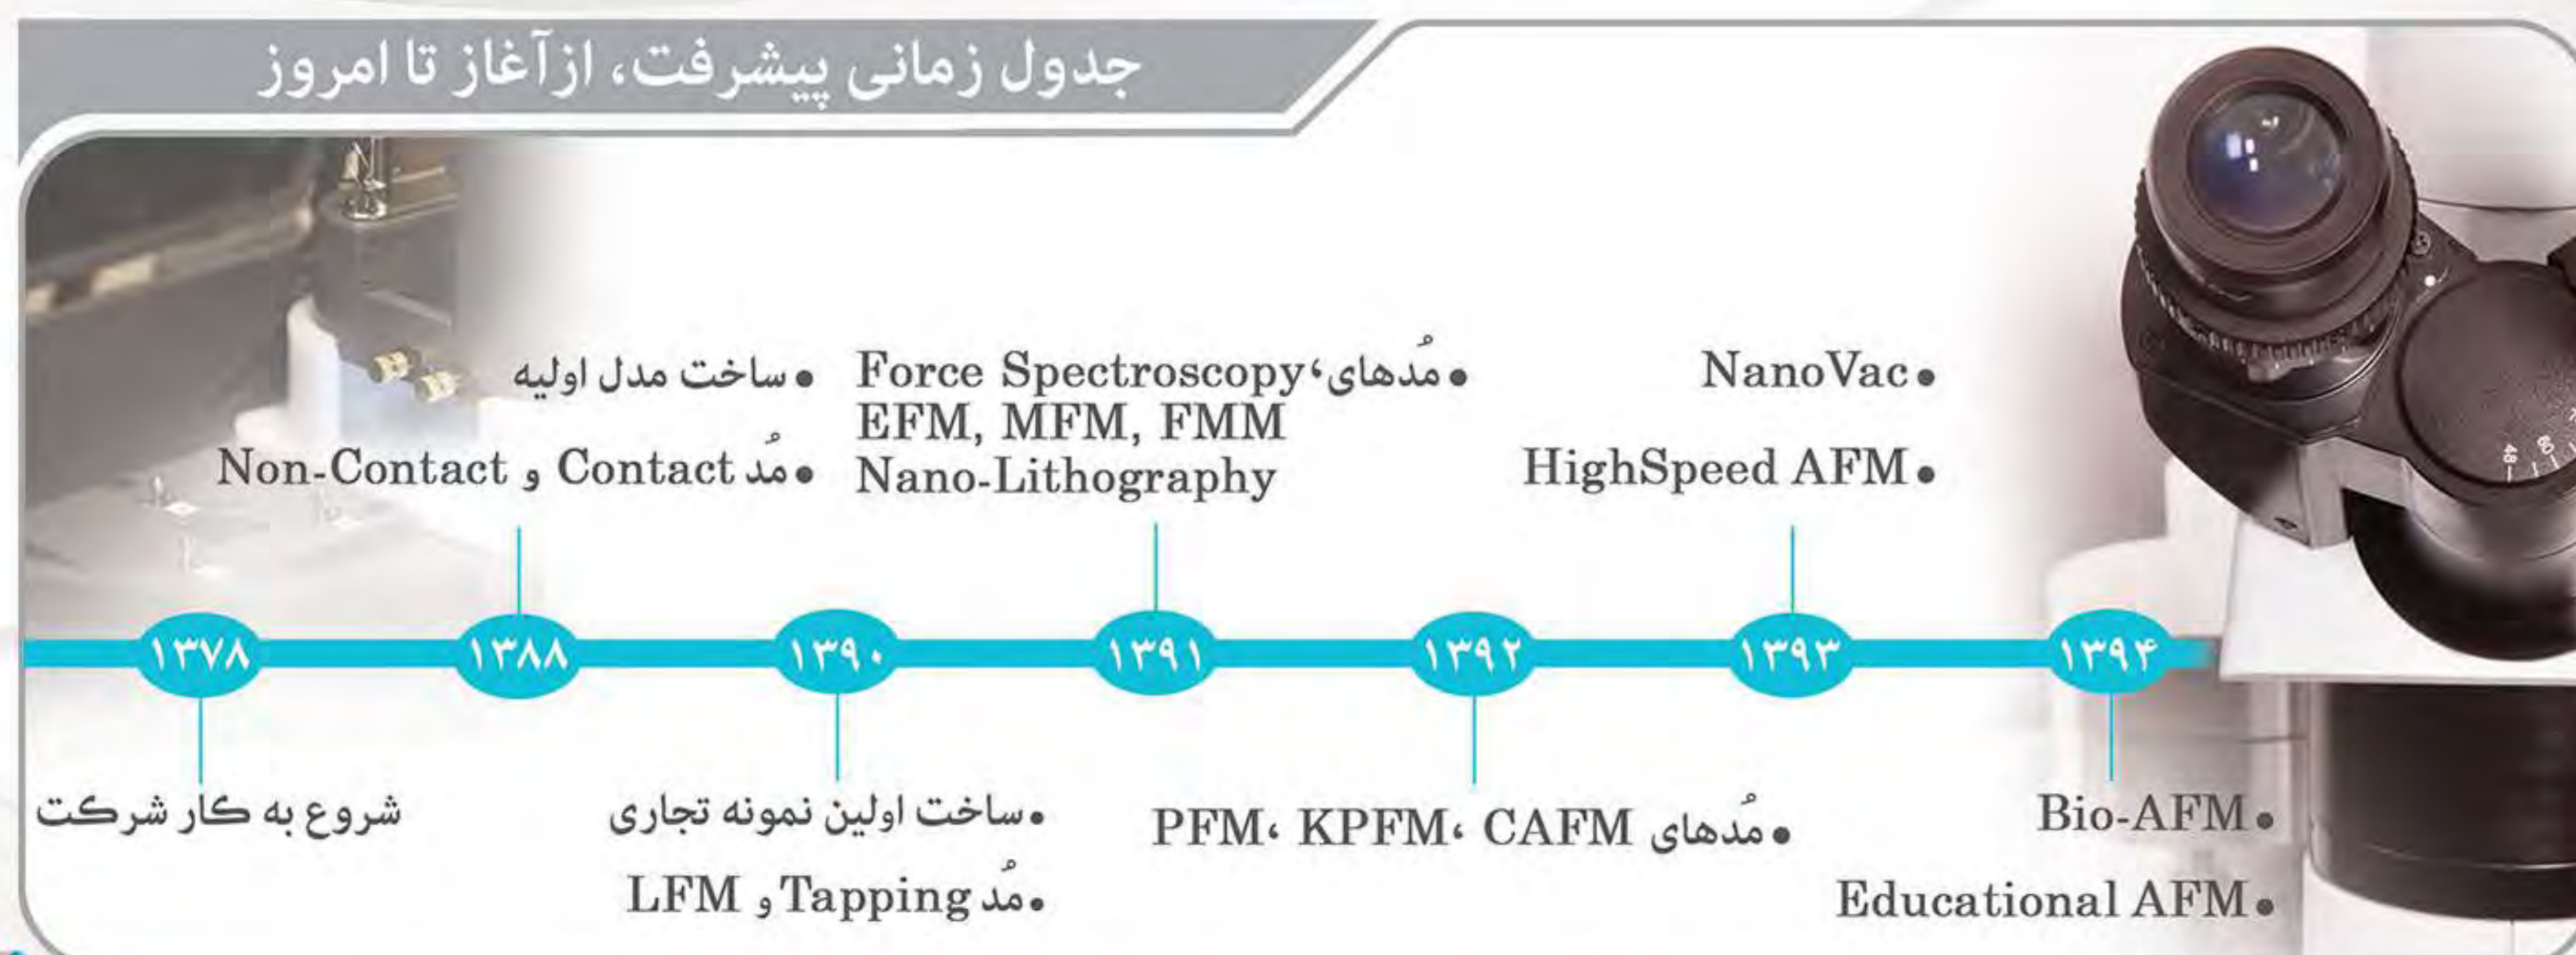 جدول زمانی پیشرفت، ازآغاز تا امروز
• ساخت مدل اولیه
• مُد Contact و Non-Contact
• مُدهای، Force Spectroscopy
EFM, MFM, FMM
Nano-Lithography
• NanoVac
• HighSpeed AFM
۱۳۷۸
۱۳۸۸
۱۳۹۰
۱۳۹۱
۱۳۹۲
۱۳۹۳
۱۳۹۴
شروع به کار شرکت
• ساخت اولین نمونه تجاری
• مُد Tapping و LFM
• مُدهای PFM، KPFM، CAFM
• Bio-AFM
• Educational AFM